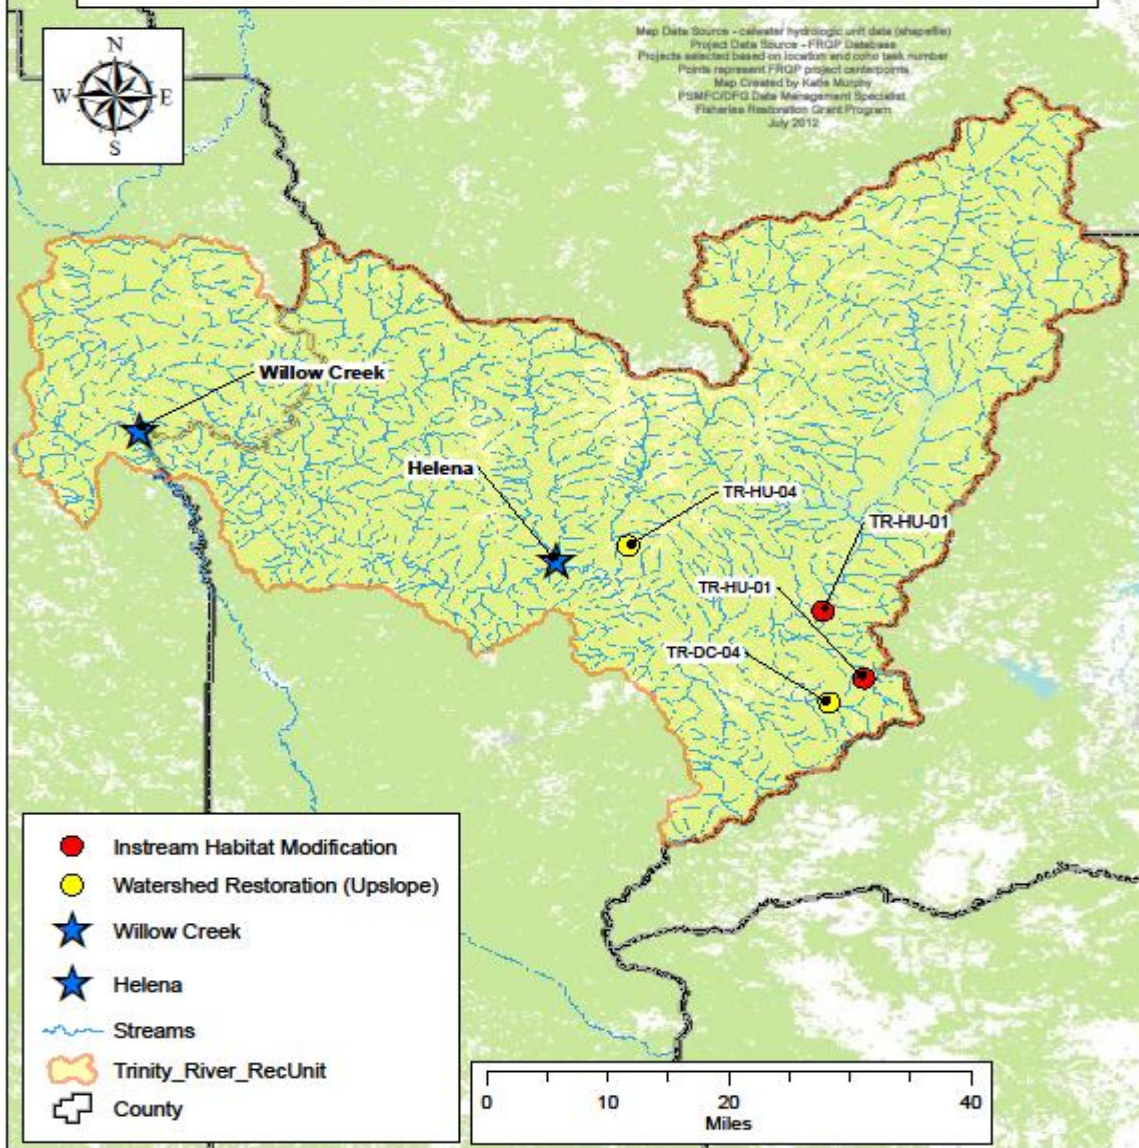 Map Data Source - calwater hydrologic unit data (shapefile)
Project Data Source - FRGP Database
Projects selected based on location and coho task number
Points represent FRGP project centerpoints
Map Created by Katie Murphy
PSMFC/DFG Data Management Specialist
Fisheries Restoration Grant Program
July 2012
N
W E
S
Willow Creek
Helena
TR-HU-04
TR-HU-01
TR-HU-01
TR-DC-04
Instream Habitat Modification
Watershed Restoration (Upslope)
Willow Creek
Helena
Streams
Trinity_River_RecUnit
County
0 10 20 40
Miles